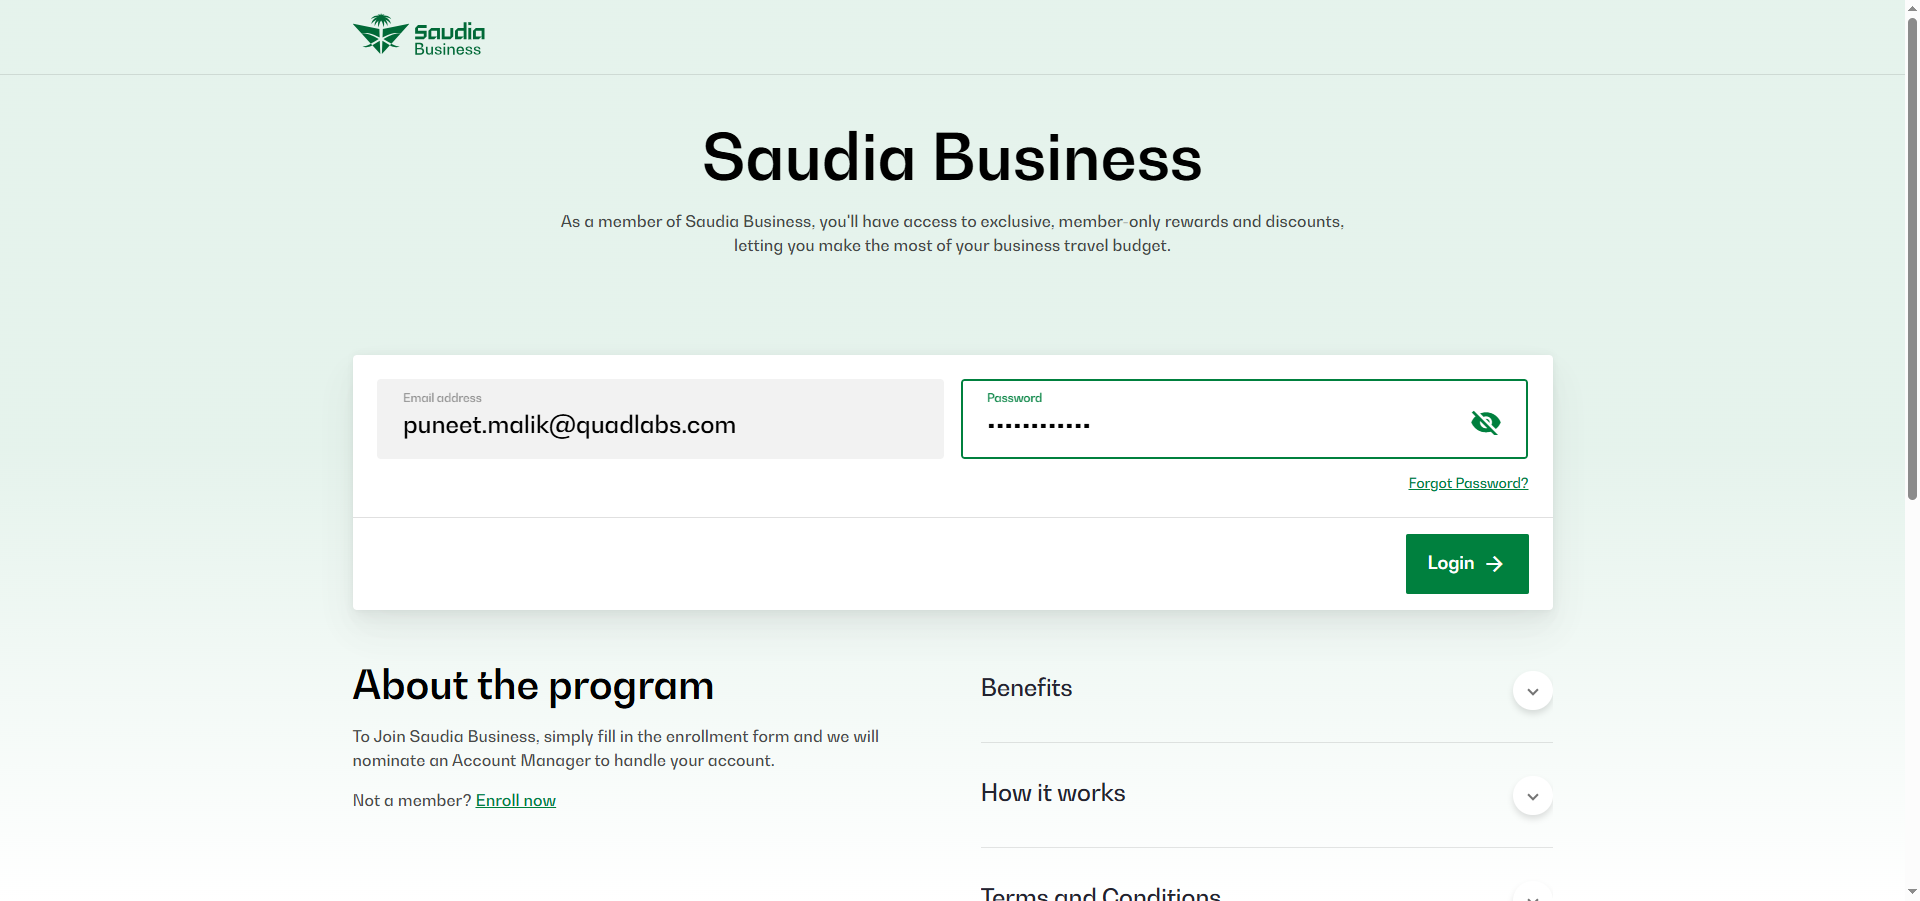 Saudia
Business
Saudia Business
As a member of Saudia Business, you'll have access to exclusive, member-only rewards and discounts,
letting you make the most of your business travel budget.
Email address
puneet.malik@quadlabs.com
Password
••••••••••••
Forgot Password?
Login
About the program
To Join Saudia Business, simply fill in the enrollment form and we will
nominate an Account Manager to handle your account.
Not a member? Enroll now
Benefits
How it works
Terms and Conditions